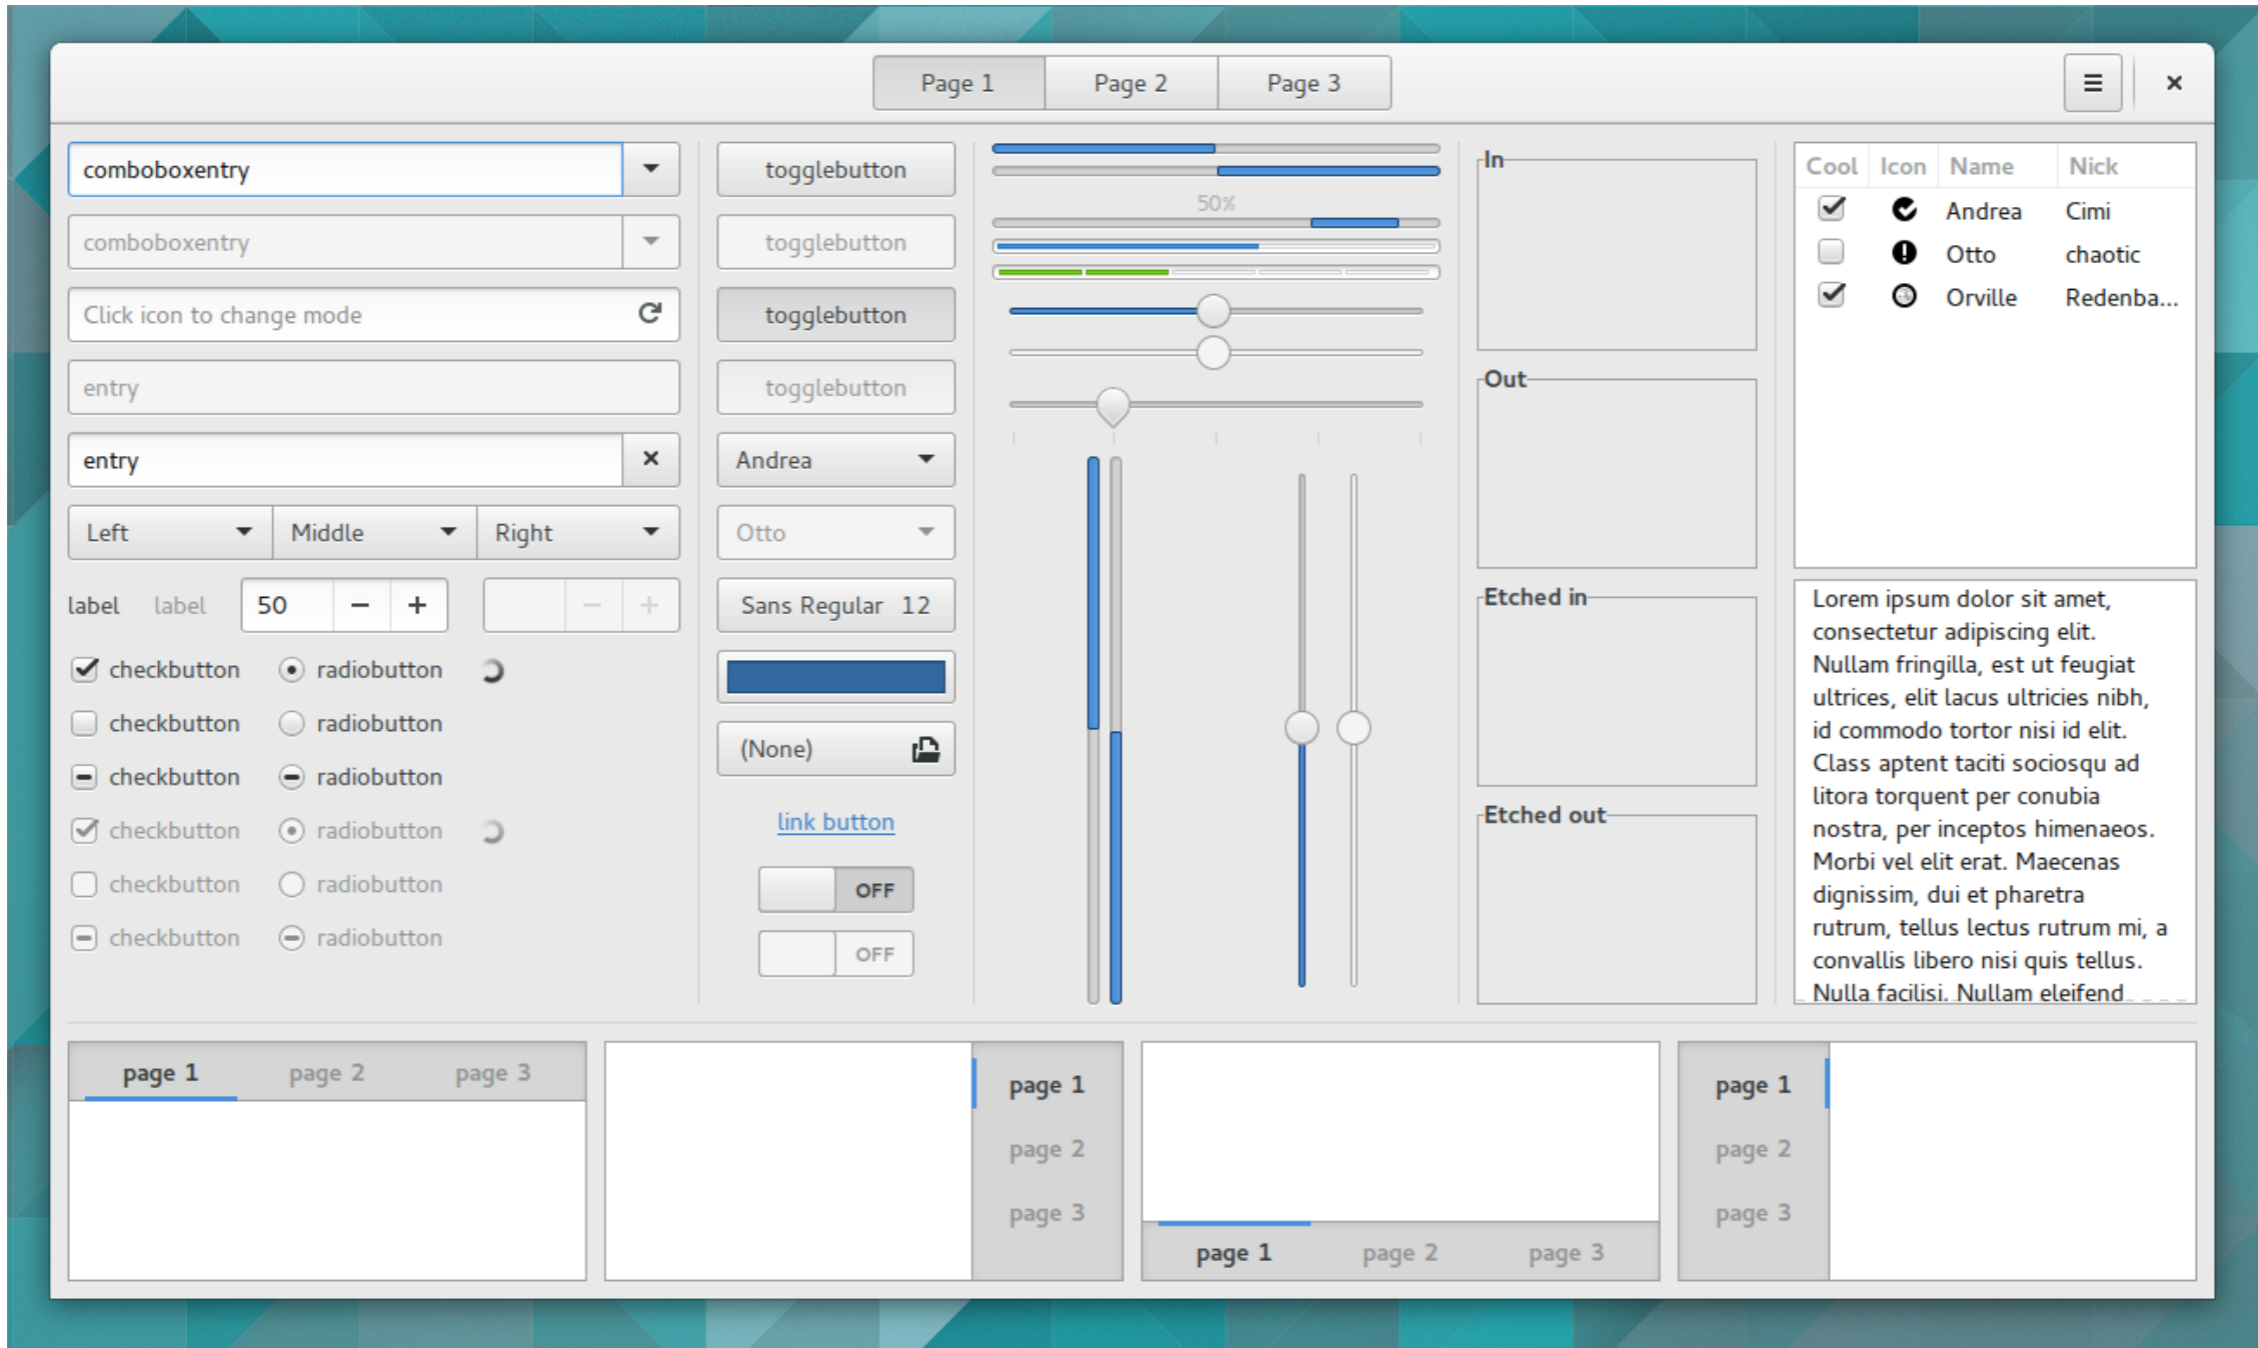 Page 1 Page 2 Page 3
comboboxentry
comboboxentry
Click icon to change mode
entry
entry
Left Middle Right
label label 50
checkbutton radiobutton
checkbutton radiobutton
checkbutton radiobutton
checkbutton radiobutton
checkbutton radiobutton
checkbutton radiobutton
togglebutton
togglebutton
togglebutton
togglebutton
Andrea
Otto
Sans Regular 12
(None)
link button
OFF
OFF
50%
In
Out
Etched in
Etched out
Cool Icon Name Nick
Andrea Cimi
Otto chaotic
Orville Redenba...
Lorem ipsum dolor sit amet,
consectetur adipiscing elit.
Nullam fringilla, est ut feugiat
ultrices, elit lacus ultricies nibh,
id commodo tortor nisi id elit.
Class aptent taciti sociosqu ad
litora torquent per conubia
nostra, per inceptos himenaeos.
Morbi vel elit erat. Maecenas
dignissim, dui et pharetra
rutrum, tellus lectus rutrum mi, a
convallis libero nisi quis tellus.
Nulla facilisi. Nullam eleifend
page 1 page 2 page 3
page 1
page 2
page 3
page 1 page 2 page 3
page 1
page 2
page 3